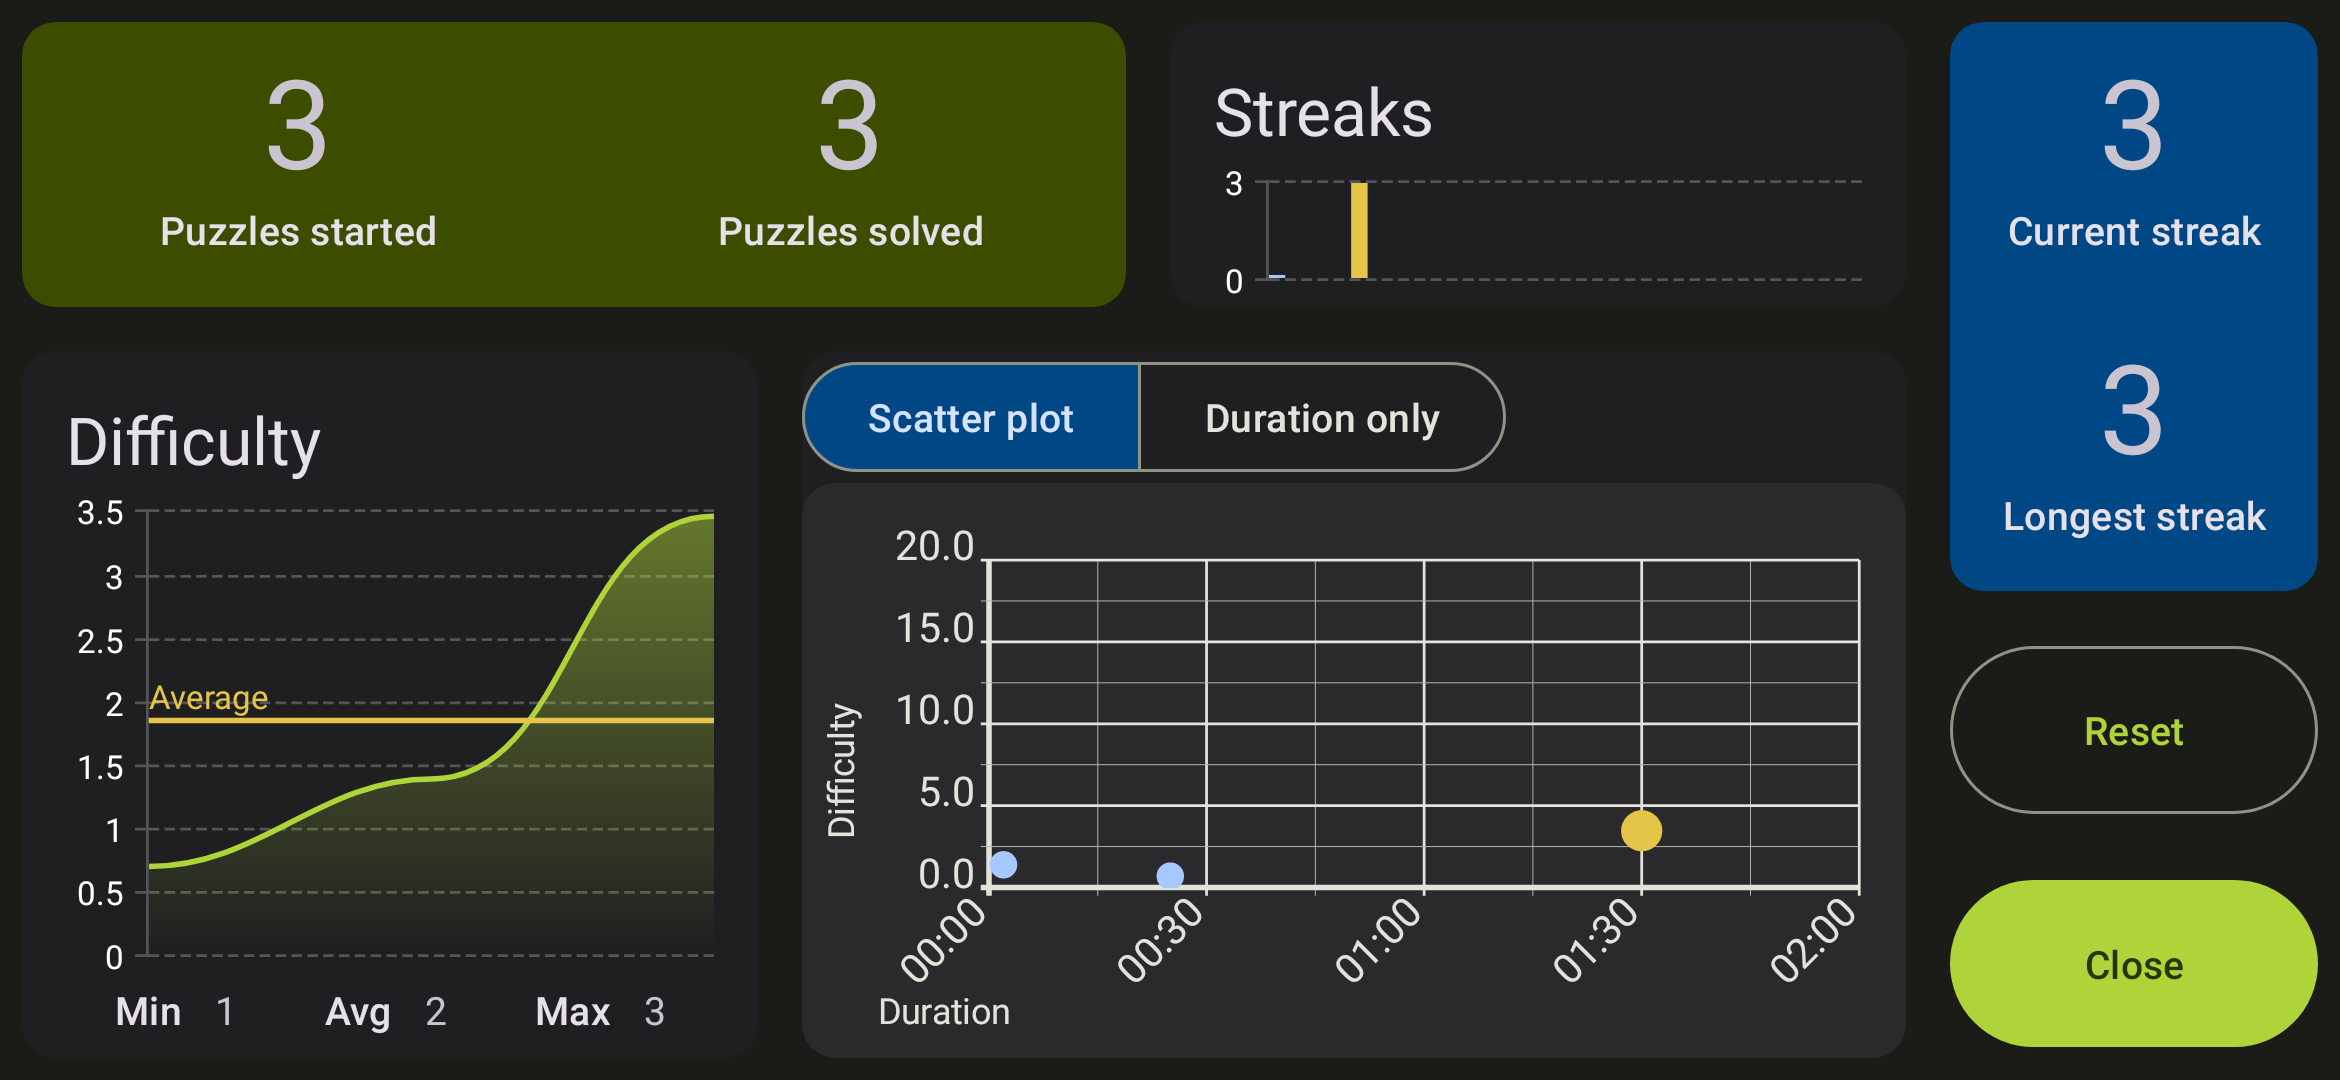 3
Puzzles started
3
Puzzles solved
Streaks
3
0
3
Current streak
3
Longest streak
Difficulty
3.5
3
2.5
2
1.5
1
0.5
0
Average
Min 1 Avg 2 Max 3
Scatter plot
Duration only
20.0
15.0
10.0
5.0
0.0
Difficulty
00:00 00:30 01:00 01:30 02:00
Duration
Reset
Close